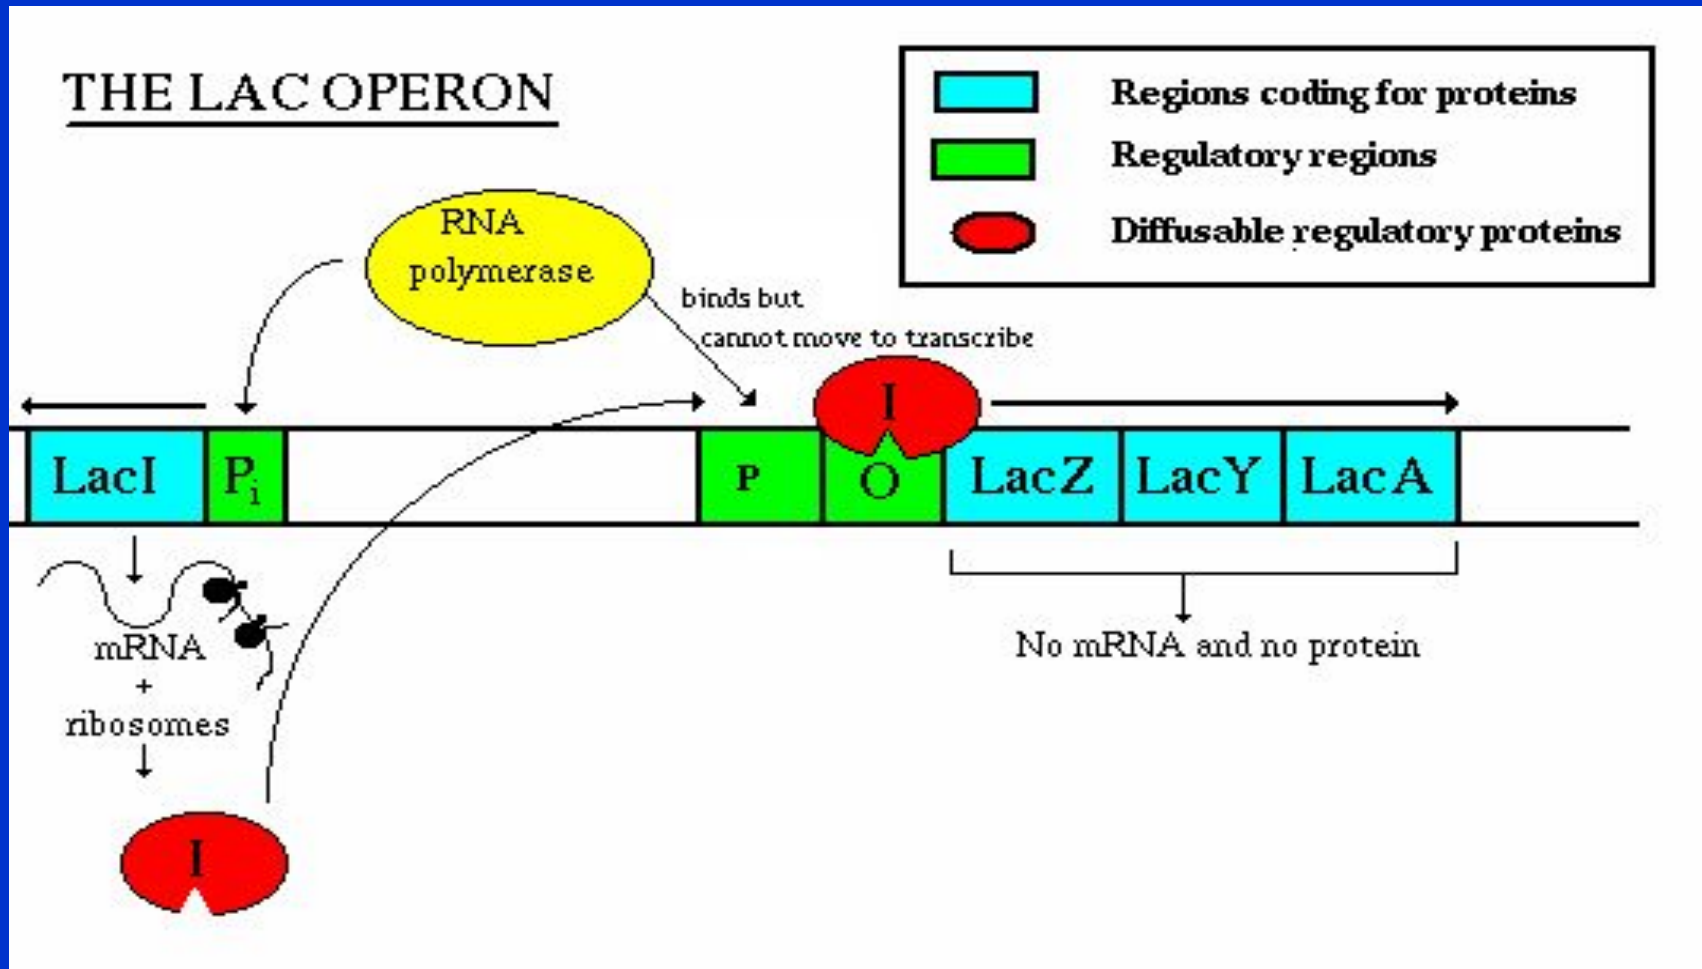 THE LAC OPERON
Regions coding for proteins
Regulatory regions
Diffusable regulatory proteins
RNA
polymerase
binds but
cannot move to transcribe
I
LacI
Pi
P
O
LacZ
LacY
LacA
mRNA
+
ribosomes
No mRNA and no protein
I